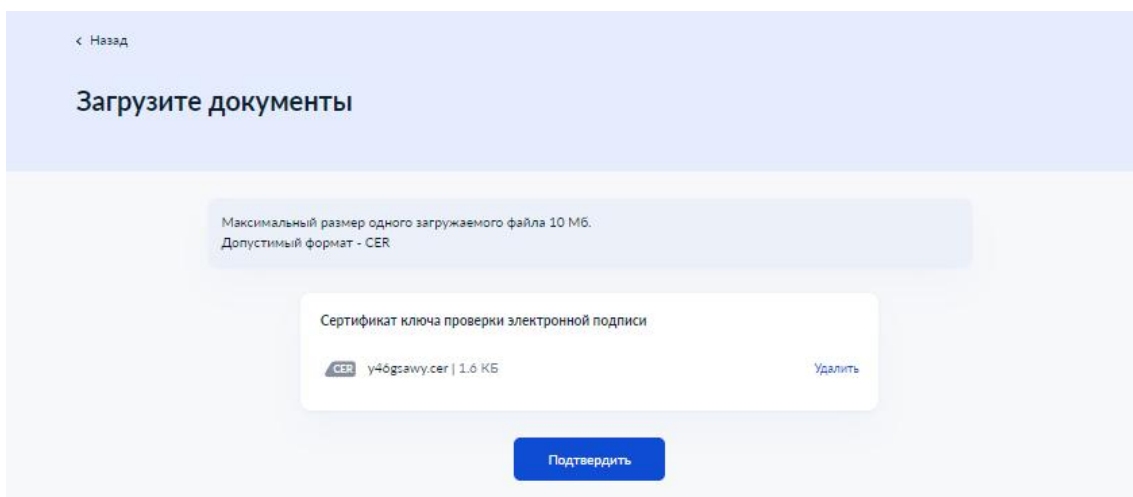 Назад
Загрузите документы
Максимальный размер одного загружаемого файла 10 Мб.
Допустимый формат - CER
Сертификат ключа проверки электронной подписи
CER y46gsawy.cer | 1.6 КБ Удалить
Подтвердить